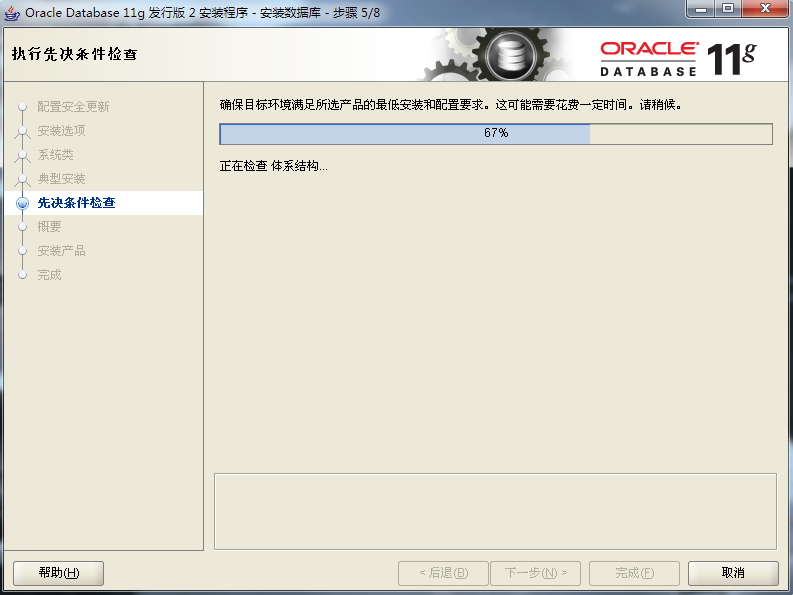 Oracle Database 11g 发行版 2 安装程序 - 安装数据库 - 步骤 5/8
执行先决条件检查
ORACLE
DATABASE
11g
配置安全更新
安装选项
系统类
典型安装
先决条件检查
概要
安装产品
完成
确保目标环境满足所选产品的最低安装和配置要求。这可能需要花费一定时间。请稍候。
67%
正在检查 体系结构...
帮助(H)
< 后退(B)
下一步(N) >
完成(F)
取消